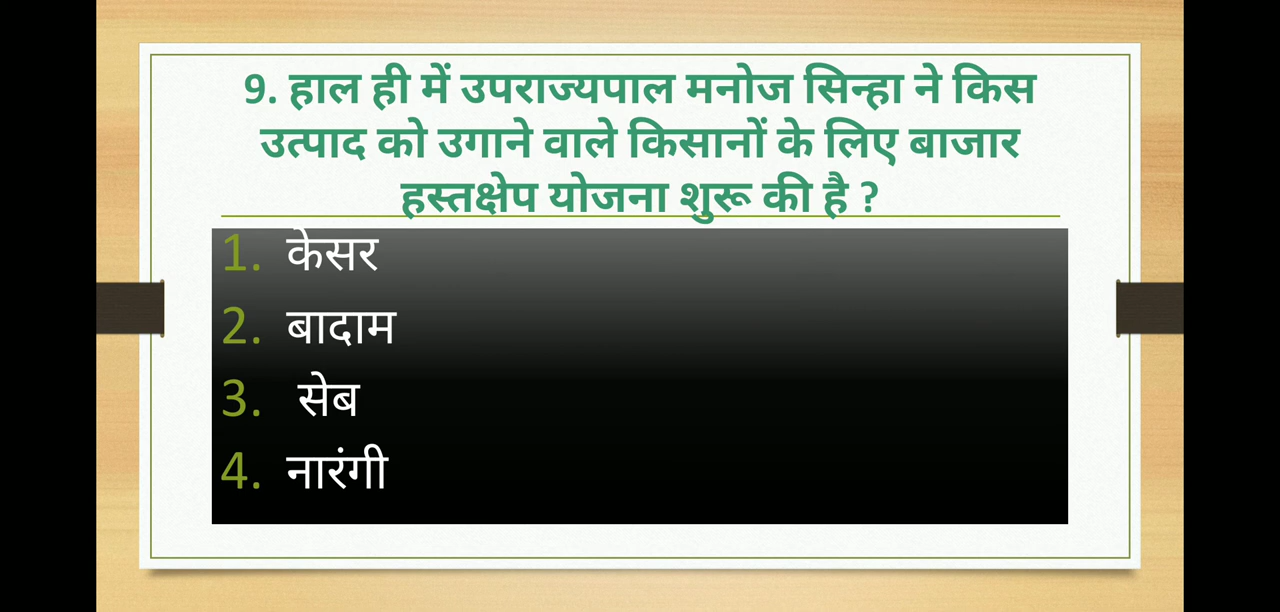 9. हाल ही में उपराज्यपाल मनोज सिन्हा ने किस
उत्पाद को उगाने वाले किसानों के लिए बाजार
हस्तक्षेप योजना शुरू की है ?
1. केसर
2. बादाम
3. सेब
4. नारंगी